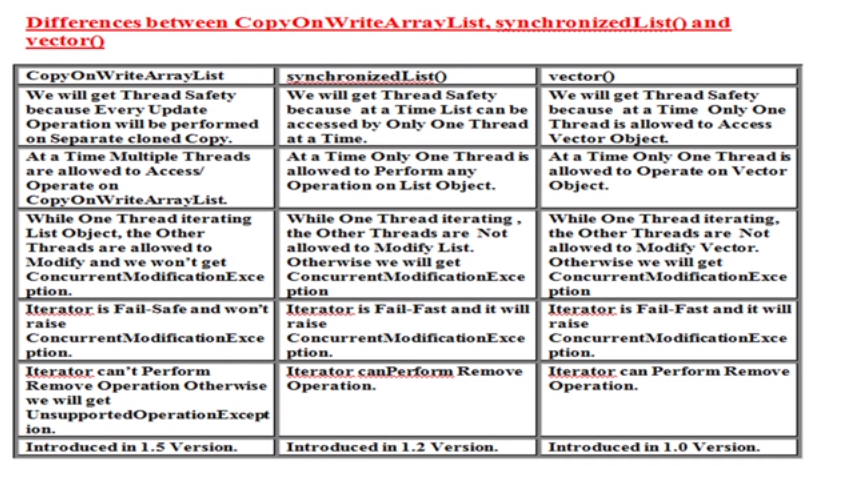 Differences between CopyOnWriteArrayList, synchronizedList() and
vector()
CopyOnWriteArrayList
synchronizedList()
vector()
We will get Thread Safety
because Every Update
Operation will be performed
on Separate cloned Copy.
We will get Thread Safety
because at a Time List can be
accessed by Only One Thread
at a Time.
We will get Thread Safety
because at a Time Only One
Thread is allowed to Access
Vector Object.
At a Time Multiple Threads
are allowed to Access/
Operate on
CopyOnWriteArrayList.
At a Time Only One Thread is
allowed to Perform any
Operation on List Object.
At a Time Only One Thread is
allowed to Operate on Vector
Object.
While One Thread iterating
List Object, the Other
Threads are allowed to
Modify and we won't get
ConcurrentModificationExce
ption.
While One Thread iterating ,
the Other Threads are Not
allowed to Modify List.
Otherwise we will get
ConcurrentModificationExce
ption
While One Thread iterating,
the Other Threads are Not
allowed to Modify Vector.
Otherwise we will get
ConcurrentModificationExce
ption
Iterator is Fail-Safe and won't
raise
ConcurrentModificationExce
ption.
Iterator is Fail-Fast and it will
raise
ConcurrentModificationExce
ption.
Iterator is Fail-Fast and it will
raise
ConcurrentModificationExce
ption.
Iterator can't Perform
Remove Operation Otherwise
we will get
UnsupportedOperationExcept
ion.
Iterator canPerform Remove
Operation.
Iterator can Perform Remove
Operation.
Introduced in 1.5 Version.
Introduced in 1.2 Version.
Introduced in 1.0 Version.